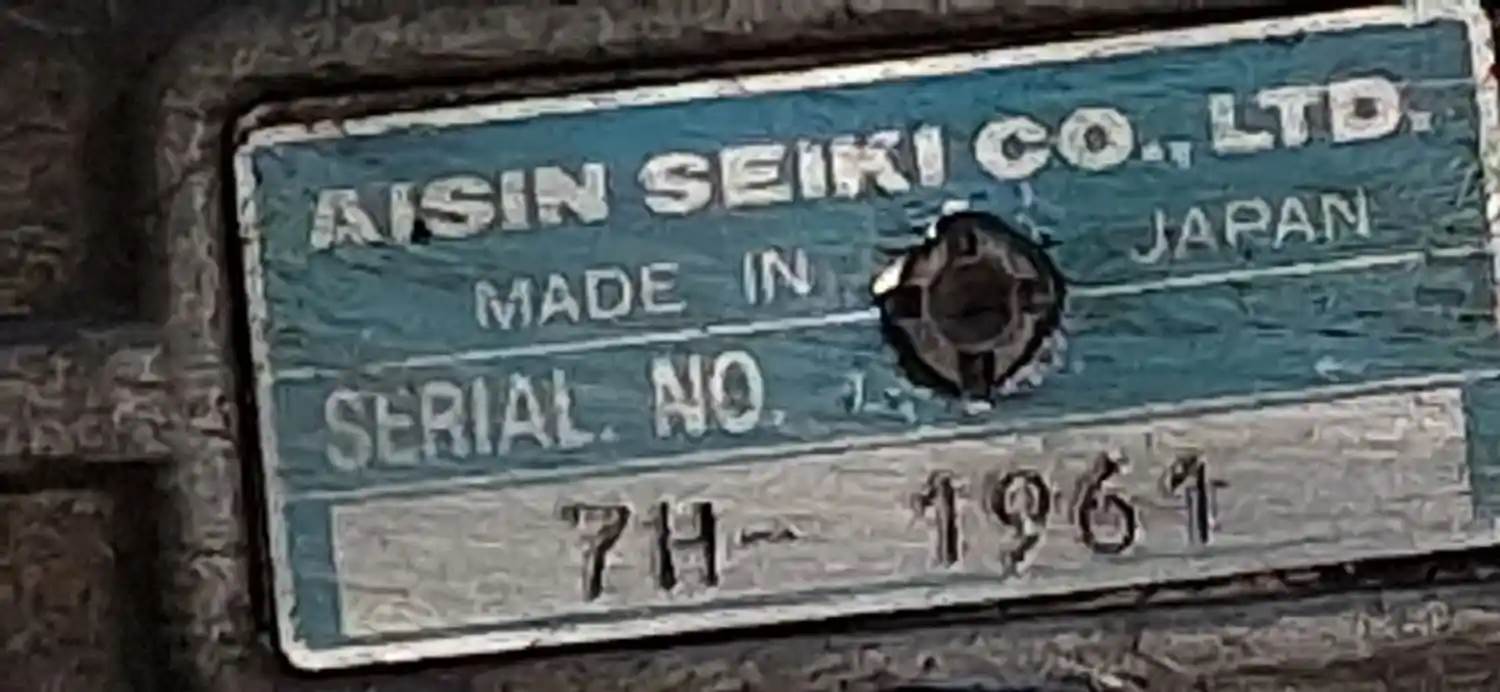 AISIN SEIKI CO., LTD.
MADE IN JAPAN
SERIAL. NO.
7H- 1961